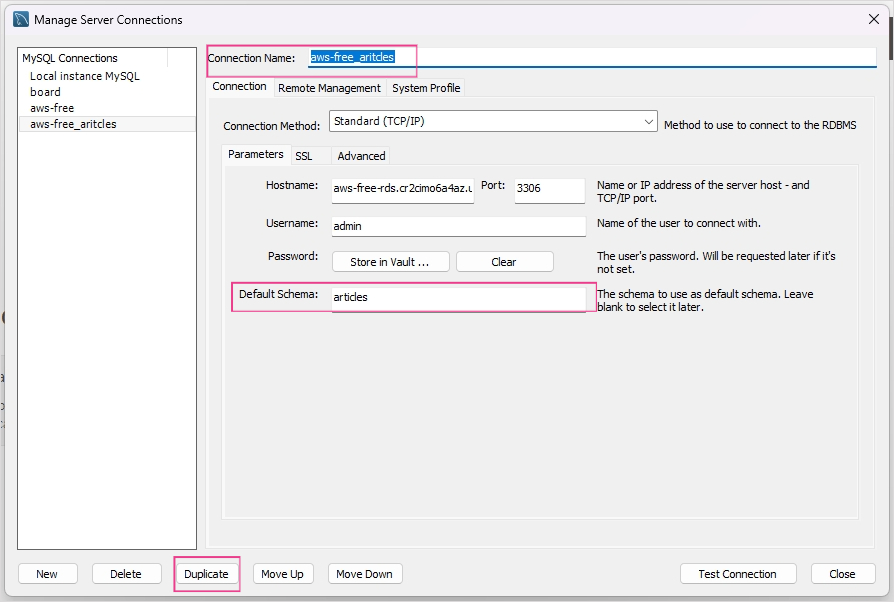 Manage Server Connections
MySQL Connections
Local instance MySQL
board
aws-free
aws-free_aritcles
Connection Name: aws-free_aritcles
Connection Remote Management System Profile
Connection Method: Standard (TCP/IP) Method to use to connect to the RDBMS
Parameters SSL Advanced
Hostname: aws-free-rds.cr2cimo6a4az.u Port: 3306 Name or IP address of the server host - and
TCP/IP port.
Username: admin Name of the user to connect with.
Password: Store in Vault ... Clear The user's password. Will be requested later if it's
not set.
Default Schema: articles The schema to use as default schema. Leave
blank to select it later.
New Delete Duplicate Move Up Move Down Test Connection Close